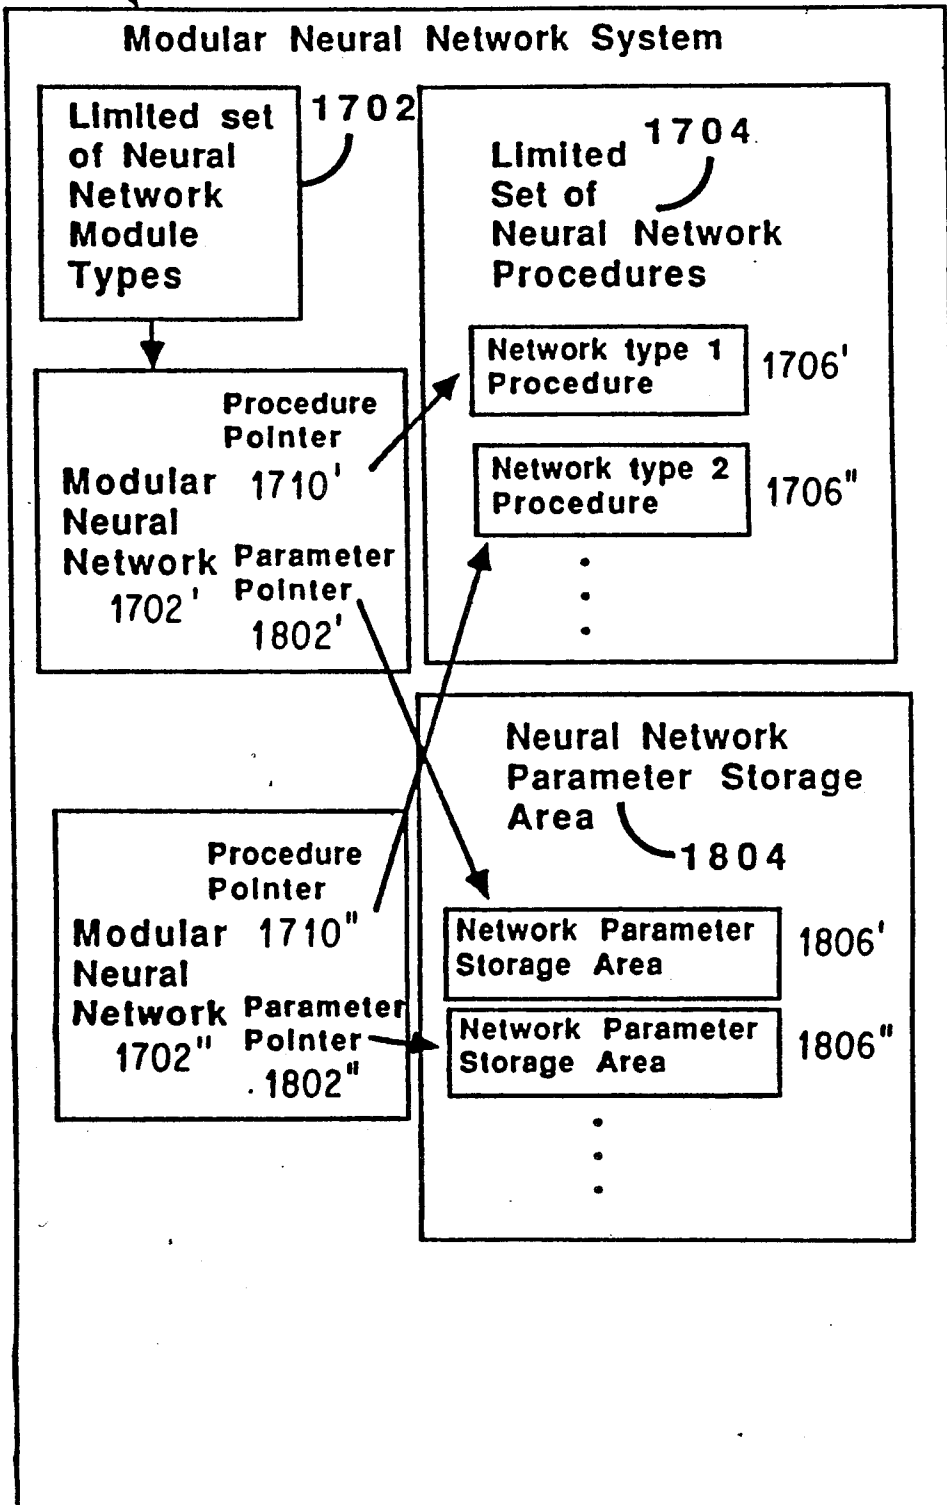 Modular Neural Network System
Limited set
of Neural
Network
Module
Types
1702
Limited
Set of
Neural Network
Procedures
1704
Network type 1
Procedure
1706'
Network type 2
Procedure
1706"
Procedure
Pointer
1710'
Modular
Neural
Network
1702'
Parameter
Pointer
1802'
Neural Network
Parameter Storage
Area
1804
Procedure
Pointer
1710"
Modular
Neural
Network
1702"
Parameter
Pointer
1802"
Network Parameter
Storage Area
1806'
Network Parameter
Storage Area
1806"